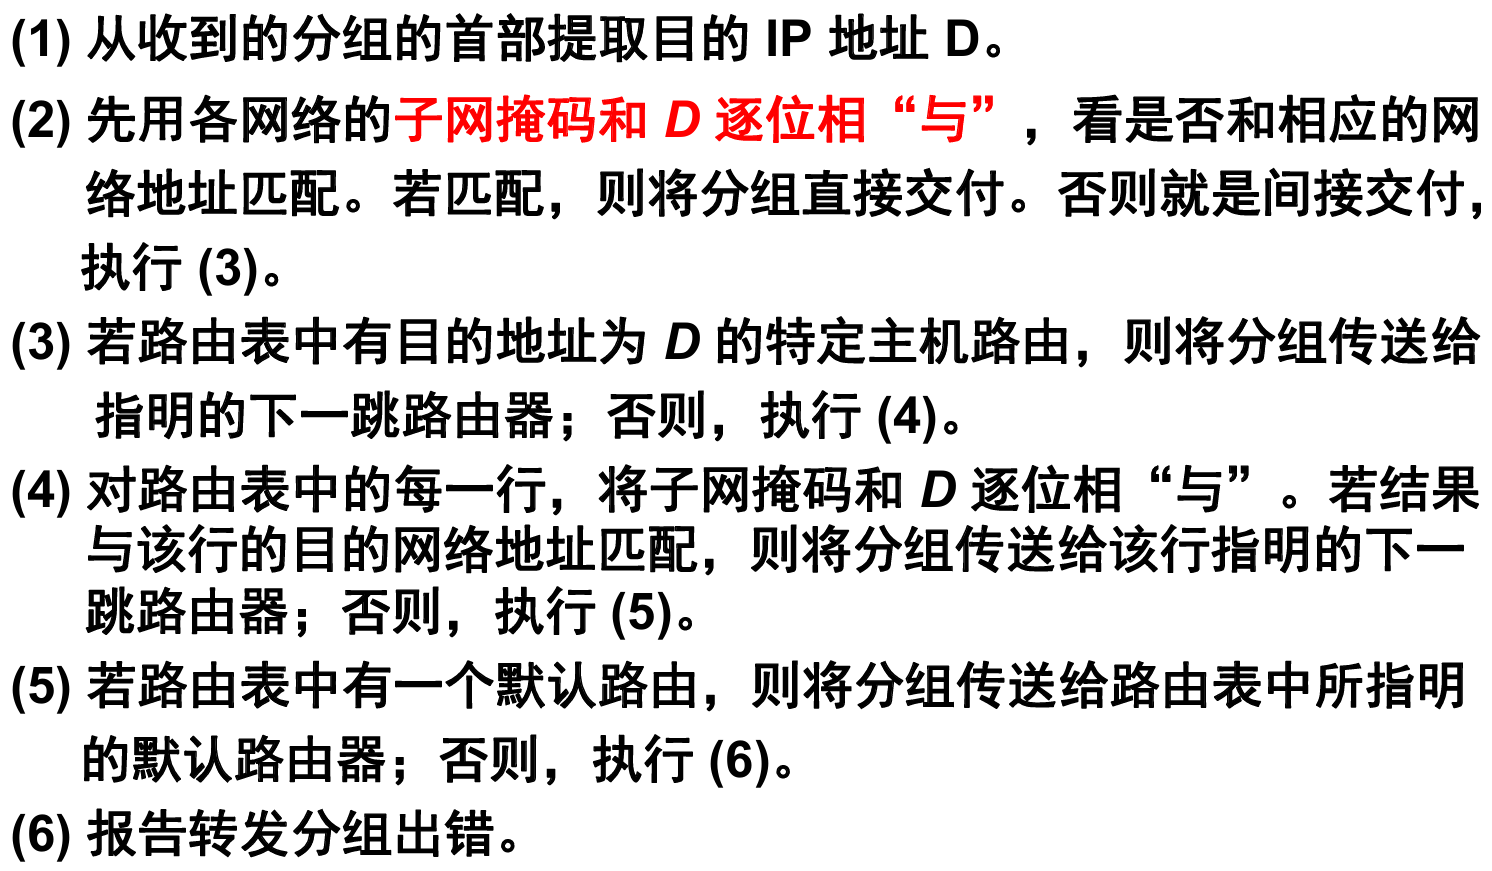 (1) 从收到的分组的首部提取目的 IP 地址 D。
(2) 先用各网络的子网掩码和 D 逐位相“与”，看是否和相应的网
络地址匹配。若匹配，则将分组直接交付。否则就是间接交付，
执行 (3)。
(3) 若路由表中有目的地址为 D 的特定主机路由，则将分组传送给
指明的下一跳路由器；否则，执行 (4)。
(4) 对路由表中的每一行，将子网掩码和 D 逐位相“与”。若结果
与该行的目的网络地址匹配，则将分组传送给该行指明的下一
跳路由器；否则，执行 (5)。
(5) 若路由表中有一个默认路由，则将分组传送给路由表中所指明
的默认路由器；否则，执行 (6)。
(6) 报告转发分组出错。